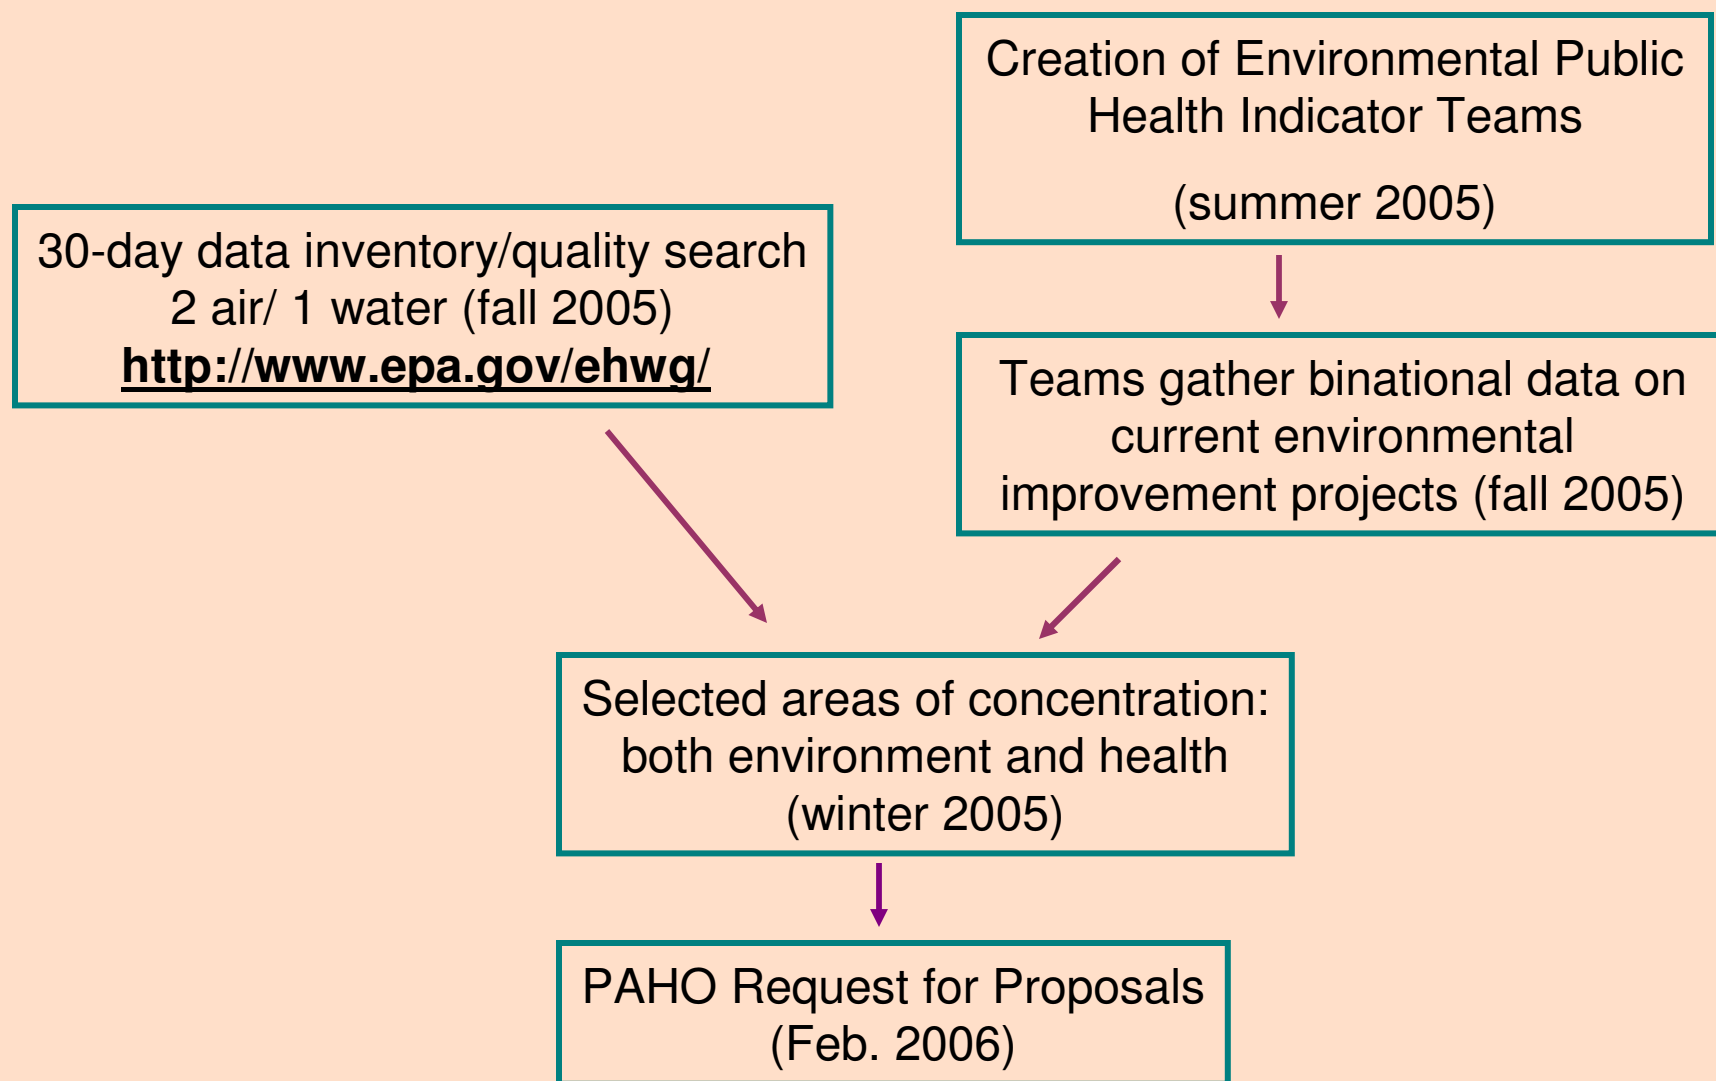 Creation of Environmental Public
Health Indicator Teams
(summer 2005)
30-day data inventory/quality search
2 air/ 1 water (fall 2005)
http://www.epa.gov/ehwg/
Teams gather binational data on
current environmental
improvement projects (fall 2005)
Selected areas of concentration:
both environment and health
(winter 2005)
PAHO Request for Proposals
(Feb. 2006)